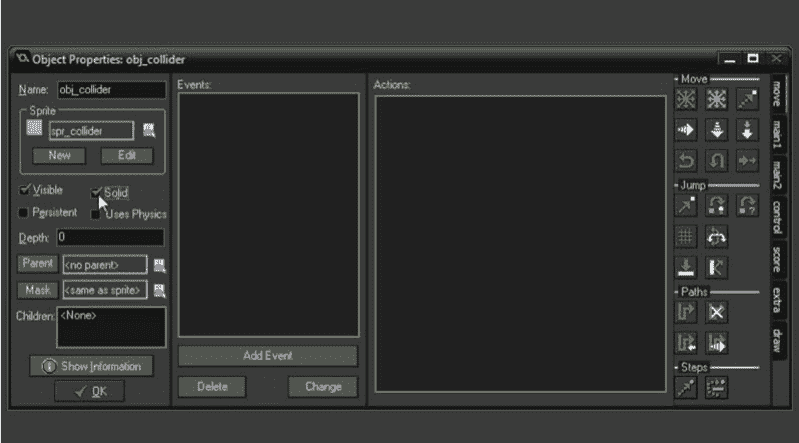 Object Properties: obj_collider
Name: obj_collider
Sprite
spr_collider
New Edit
Visible Solid
Persistent Uses Physics
Depth: 0
Parent <no parent>
Mask <same as sprite>
Children: <None>
Show Information
OK
Events:
Add Event
Delete Change
Actions:
Move
Jump
Paths
Steps
move
main1
main2
control
score
extra
draw